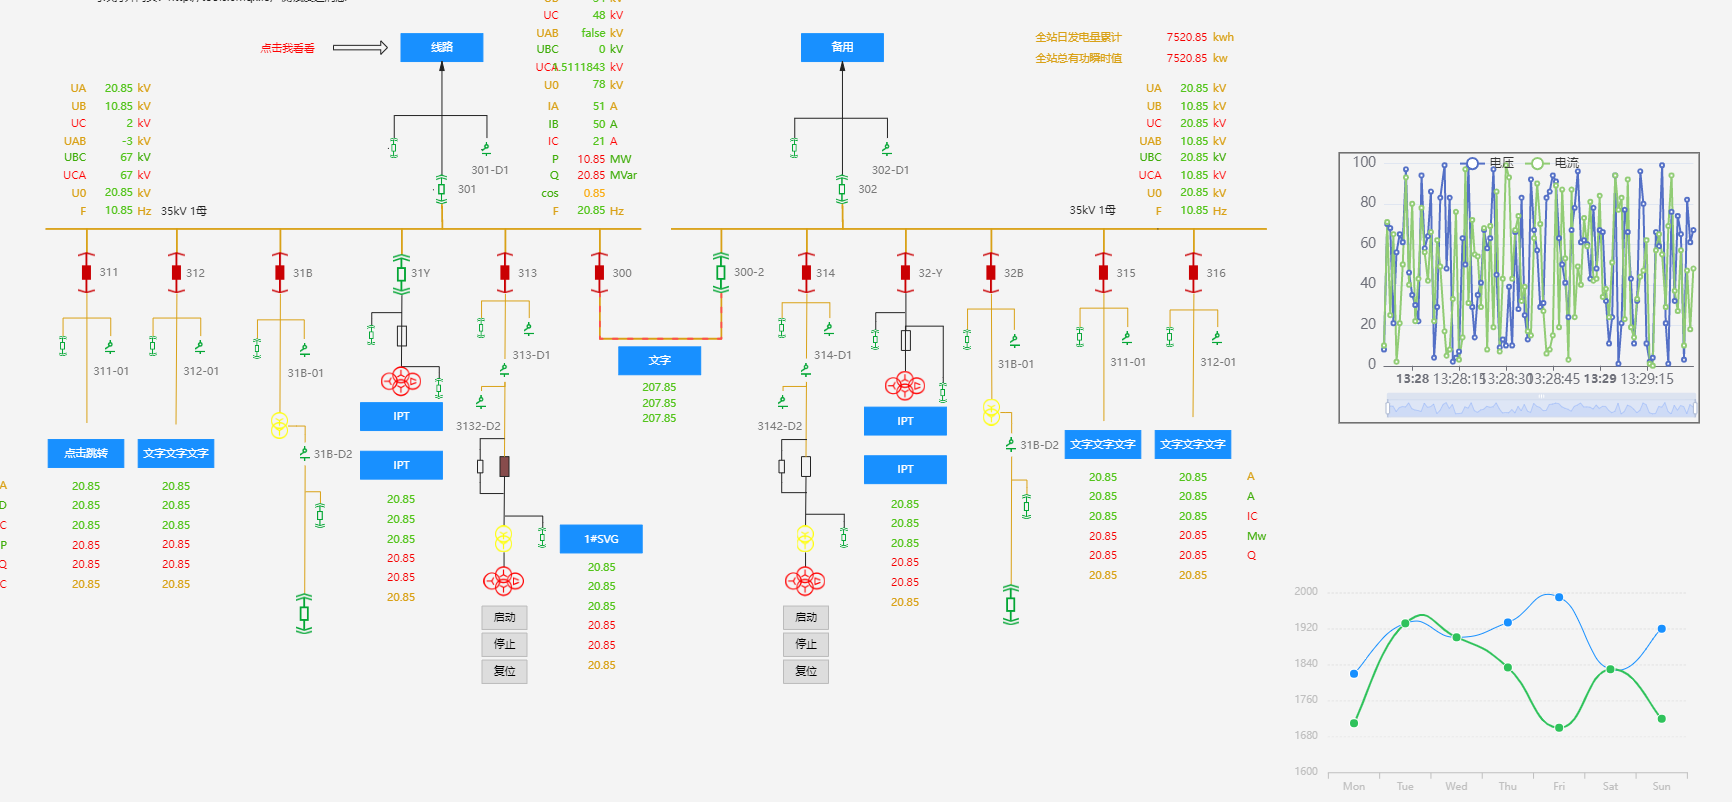 UC 48 kV
UAB false kV
UBC 0 kV
UCA .5111843 kV
U0 78 kV
IA 51 A
IB 50 A
IC 21 A
P 10.85 MW
Q 20.85 MVar
cos 0.85
F 20.85 Hz
点击我看看
线路
备用
全站日发电量累计 7520.85 kwh
全站总有功瞬时值 7520.85 kw
UA 20.85 kV
UB 10.85 kV
UC 2 kV
UAB -3 kV
UBC 67 kV
UCA 67 kV
U0 20.85 kV
F 10.85 Hz
35kV 1母
301-D1
301
302-D1
302
UA 20.85 kV
UB 10.85 kV
UC 20.85 kV
UAB 10.85 kV
UBC 20.85 kV
UCA 10.85 kV
U0 20.85 kV
F 10.85 Hz
35kV 1母
311
312
31B
31Y
313
300
300-2
314
32-Y
32B
315
316
311-01
312-01
31B-01
313-D1
314-D1
31B-01
311-01
312-01
文字
207.85
207.85
207.85
IPT
IPT
3132-D2
3142-D2
IPT
IPT
31B-D2
31B-D2
点击跳转
文字文字文字
文字文字文字
文字文字文字
A 20.85 20.85
D 20.85 20.85
C 20.85 20.85
P 20.85 20.85
Q 20.85 20.85
C 20.85 20.85
20.85
20.85
20.85
20.85
20.85
20.85
1#SVG
20.85
20.85
20.85
20.85
20.85
20.85
启动
停止
复位
启动
停止
复位
20.85
20.85
20.85
20.85
20.85
20.85
20.85 20.85 A
20.85 20.85 A
20.85 20.85 IC
20.85 20.85 Mw
20.85 20.85 Q
20.85 20.85
电压 电流
100
80
60
40
20
0
13:28 13:28:15 13:28:30 13:28:45 13:29 13:29:15
2000
1920
1840
1760
1680
1600
Mon Tue Wed Thu Fri Sat Sun